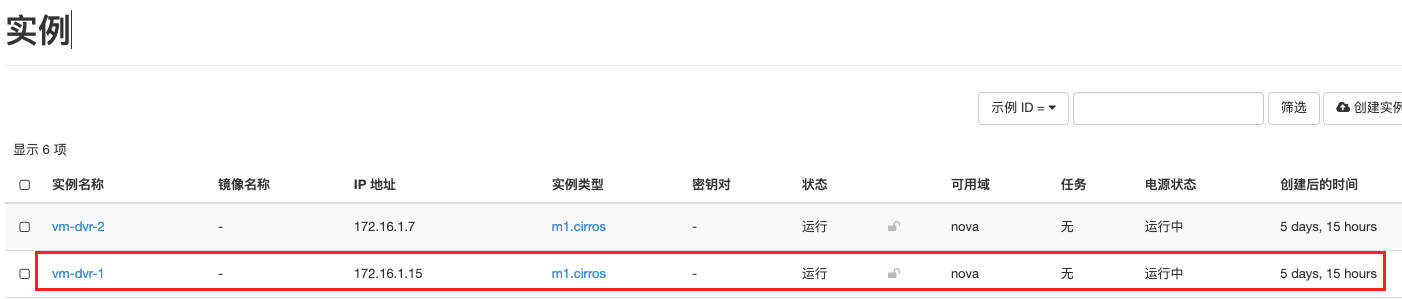 实例
示例 ID = 筛选 创建实例
显示 6 项
实例名称 镜像名称 IP 地址 实例类型 密钥对 状态 可用域 任务 电源状态 创建后的时间
vm-dvr-2 - 172.16.1.7 m1.cirros - 运行 nova 无 运行中 5 days, 15 hours
vm-dvr-1 - 172.16.1.15 m1.cirros - 运行 nova 无 运行中 5 days, 15 hours